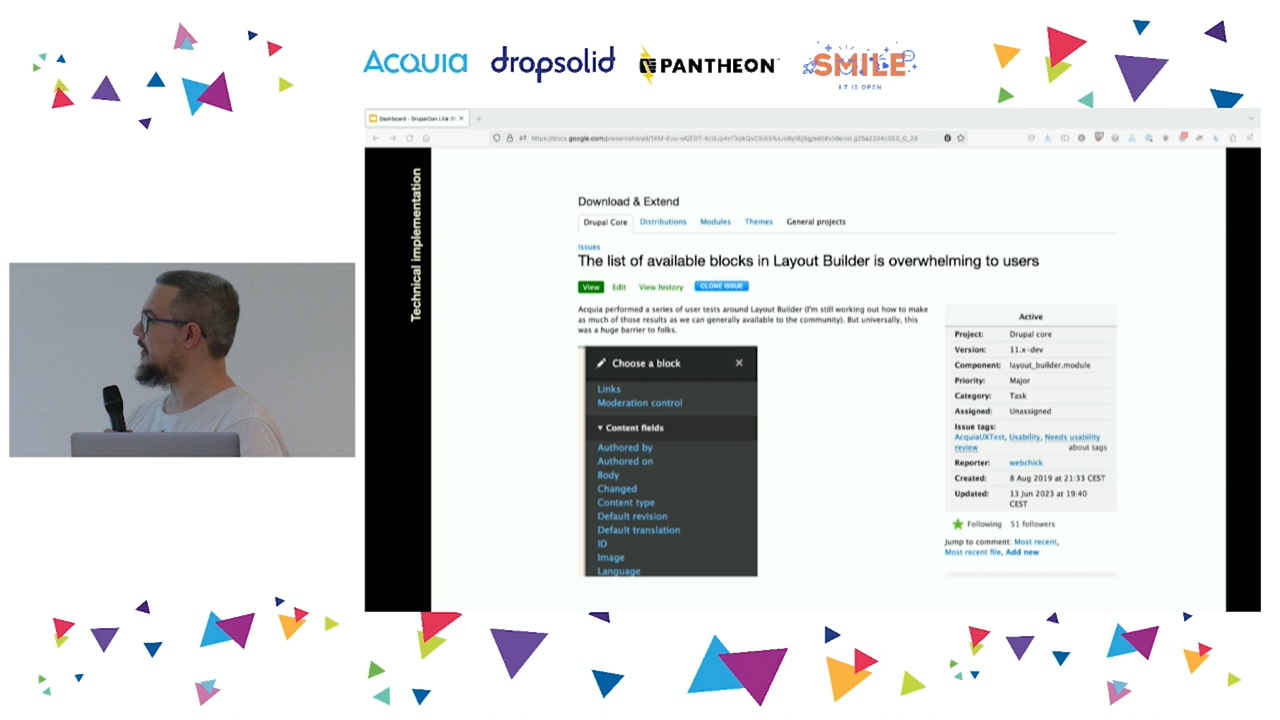 ACQUIA dropsolid PANTHEON SMILE
I.T IS OPEN
Technical implementation
Download & Extend
Drupal Core Distributions Modules Themes General projects
Issues
The list of available blocks in Layout Builder is overwhelming to users
View Edit View history CLONE ISSUE
Acquia performed a series of user tests around Layout Builder (I'm still working out how to make
as much of those results as we can generally available to the community). But universally, this
was a huge barrier to folks.
Choose a block
Links
Moderation control
Content fields
Authored by
Authored on
Body
Changed
Content type
Default revision
Default translation
ID
Image
Language
Active
Project: Drupal core
Version: 11.x-dev
Component: layout_builder.module
Priority: Major
Category: Task
Assigned: Unassigned
Issue tags:
AcquiaUXTest, Usability, Needs usability
review about tags
Reporter: webchick
Created: 8 Aug 2019 at 21:33 CEST
Updated: 13 Jun 2023 at 19:40
CEST
Following 51 followers
Jump to comment: Most recent,
Most recent file, Add new